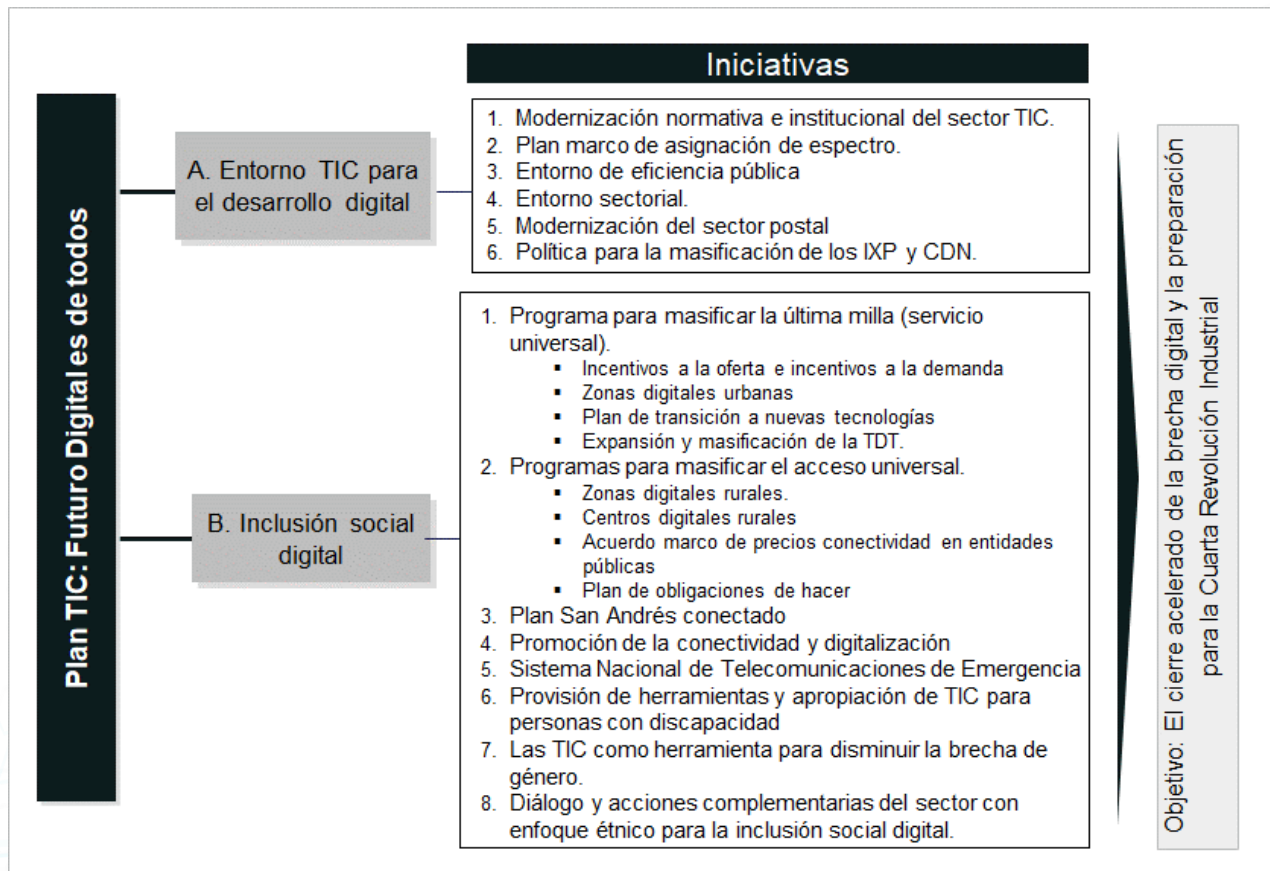 Iniciativas
Plan TIC: Futuro Digital es de todos
A. Entorno TIC para
el desarrollo digital
1. Modernización normativa e institucional del sector TIC.
2. Plan marco de asignación de espectro.
3. Entorno de eficiencia pública
4. Entorno sectorial.
5. Modernización del sector postal
6. Política para la masificación de los IXP y CDN.
B. Inclusión social
digital
1. Programa para masificar la última milla (servicio
universal).
▪ Incentivos a la oferta e incentivos a la demanda
▪ Zonas digitales urbanas
▪ Plan de transición a nuevas tecnologías
▪ Expansión y masificación de la TDT.
2. Programas para masificar el acceso universal.
▪ Zonas digitales rurales.
▪ Centros digitales rurales
▪ Acuerdo marco de precios conectividad en entidades
públicas
▪ Plan de obligaciones de hacer
3. Plan San Andrés conectado
4. Promoción de la conectividad y digitalización
5. Sistema Nacional de Telecomunicaciones de Emergencia
6. Provisión de herramientas y apropiación de TIC para
personas con discapacidad
7. Las TIC como herramienta para disminuir la brecha de
género.
8. Diálogo y acciones complementarias del sector con
enfoque étnico para la inclusión social digital.
Objetivo: El cierre acelerado de la brecha digital y la preparación
para la Cuarta Revolución Industrial